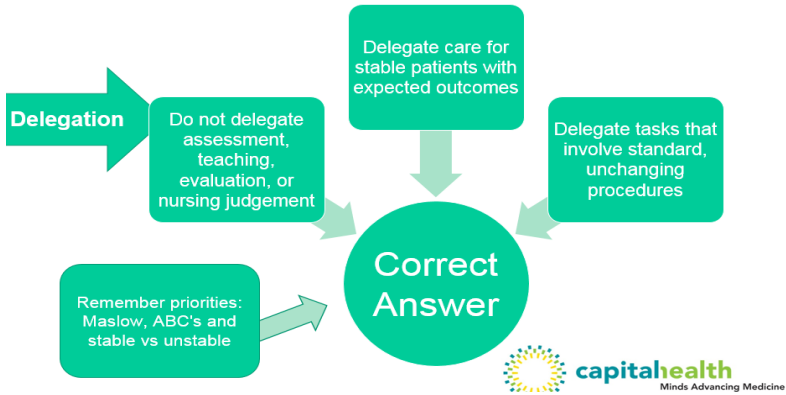 Delegation
Do not delegate
assessment,
teaching,
evaluation, or
nursing judgement
Delegate care for
stable patients with
expected outcomes
Delegate tasks that
involve standard,
unchanging
procedures
Remember priorities:
Maslow, ABC's and
stable vs unstable
Correct
Answer
capitalhealth
Minds Advancing Medicine